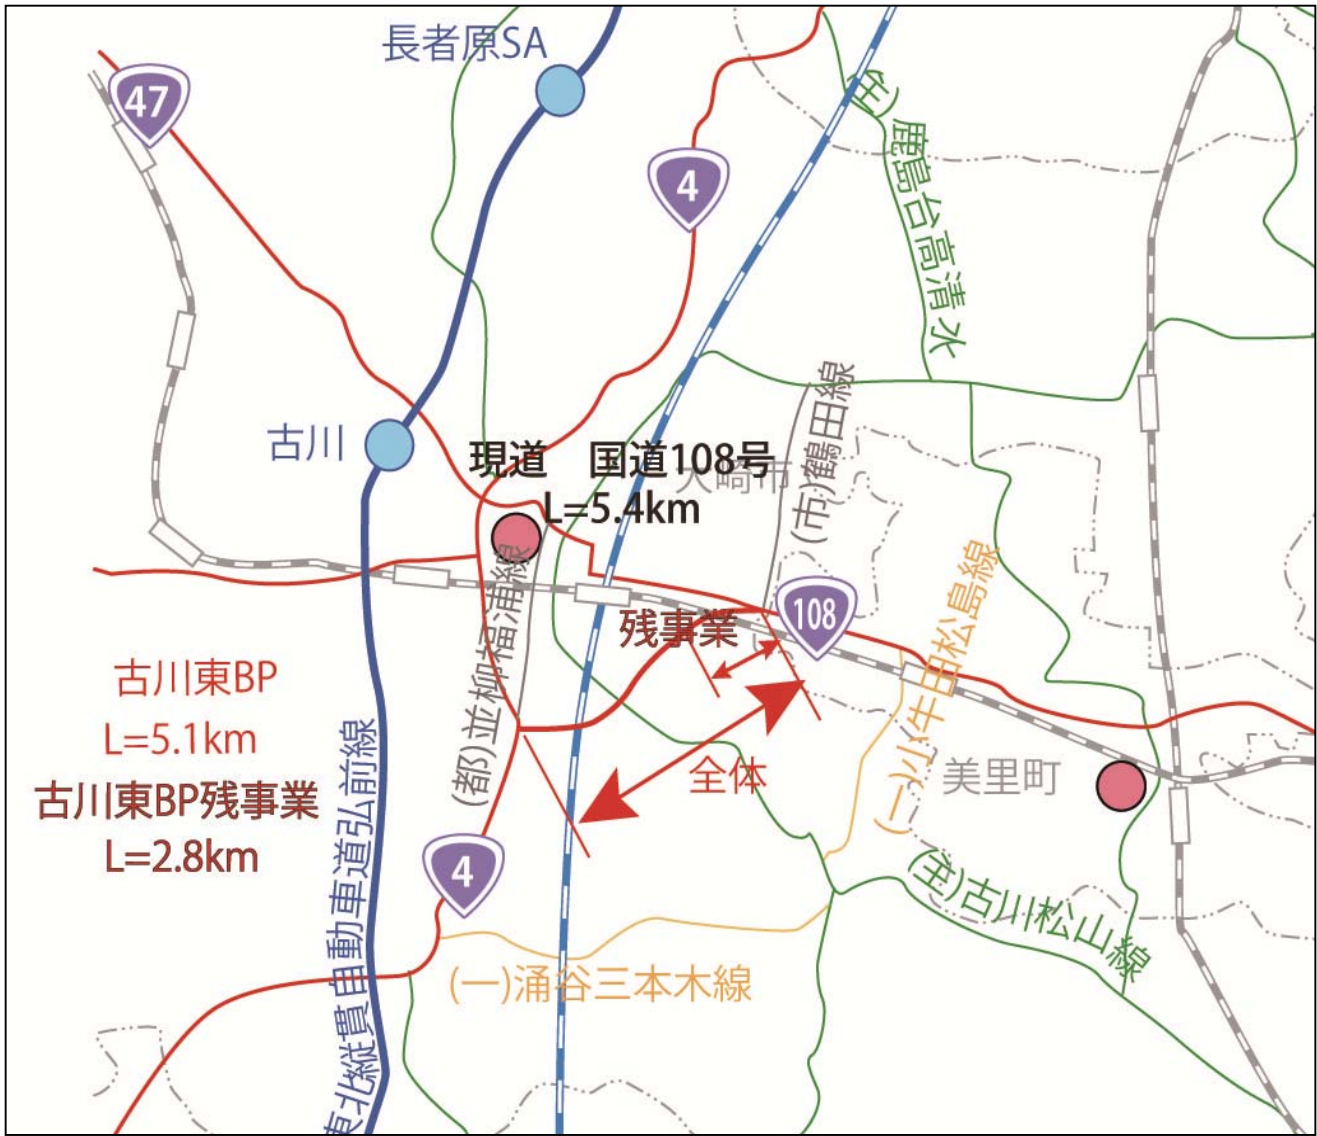 長者原SA
47
4
(主)鹿島台高清水
古川
現道 国道108号
L=5.4km
大崎市
(市)鶴田線
108
残事業
(都)並柳福浦線
(一)小牛田松島線
古川東BP
L=5.1km
古川東BP残事業
L=2.8km
全体
美里町
4
東北縦貫自動車道弘前線
(主)古川松山線
(一)涌谷三本木線